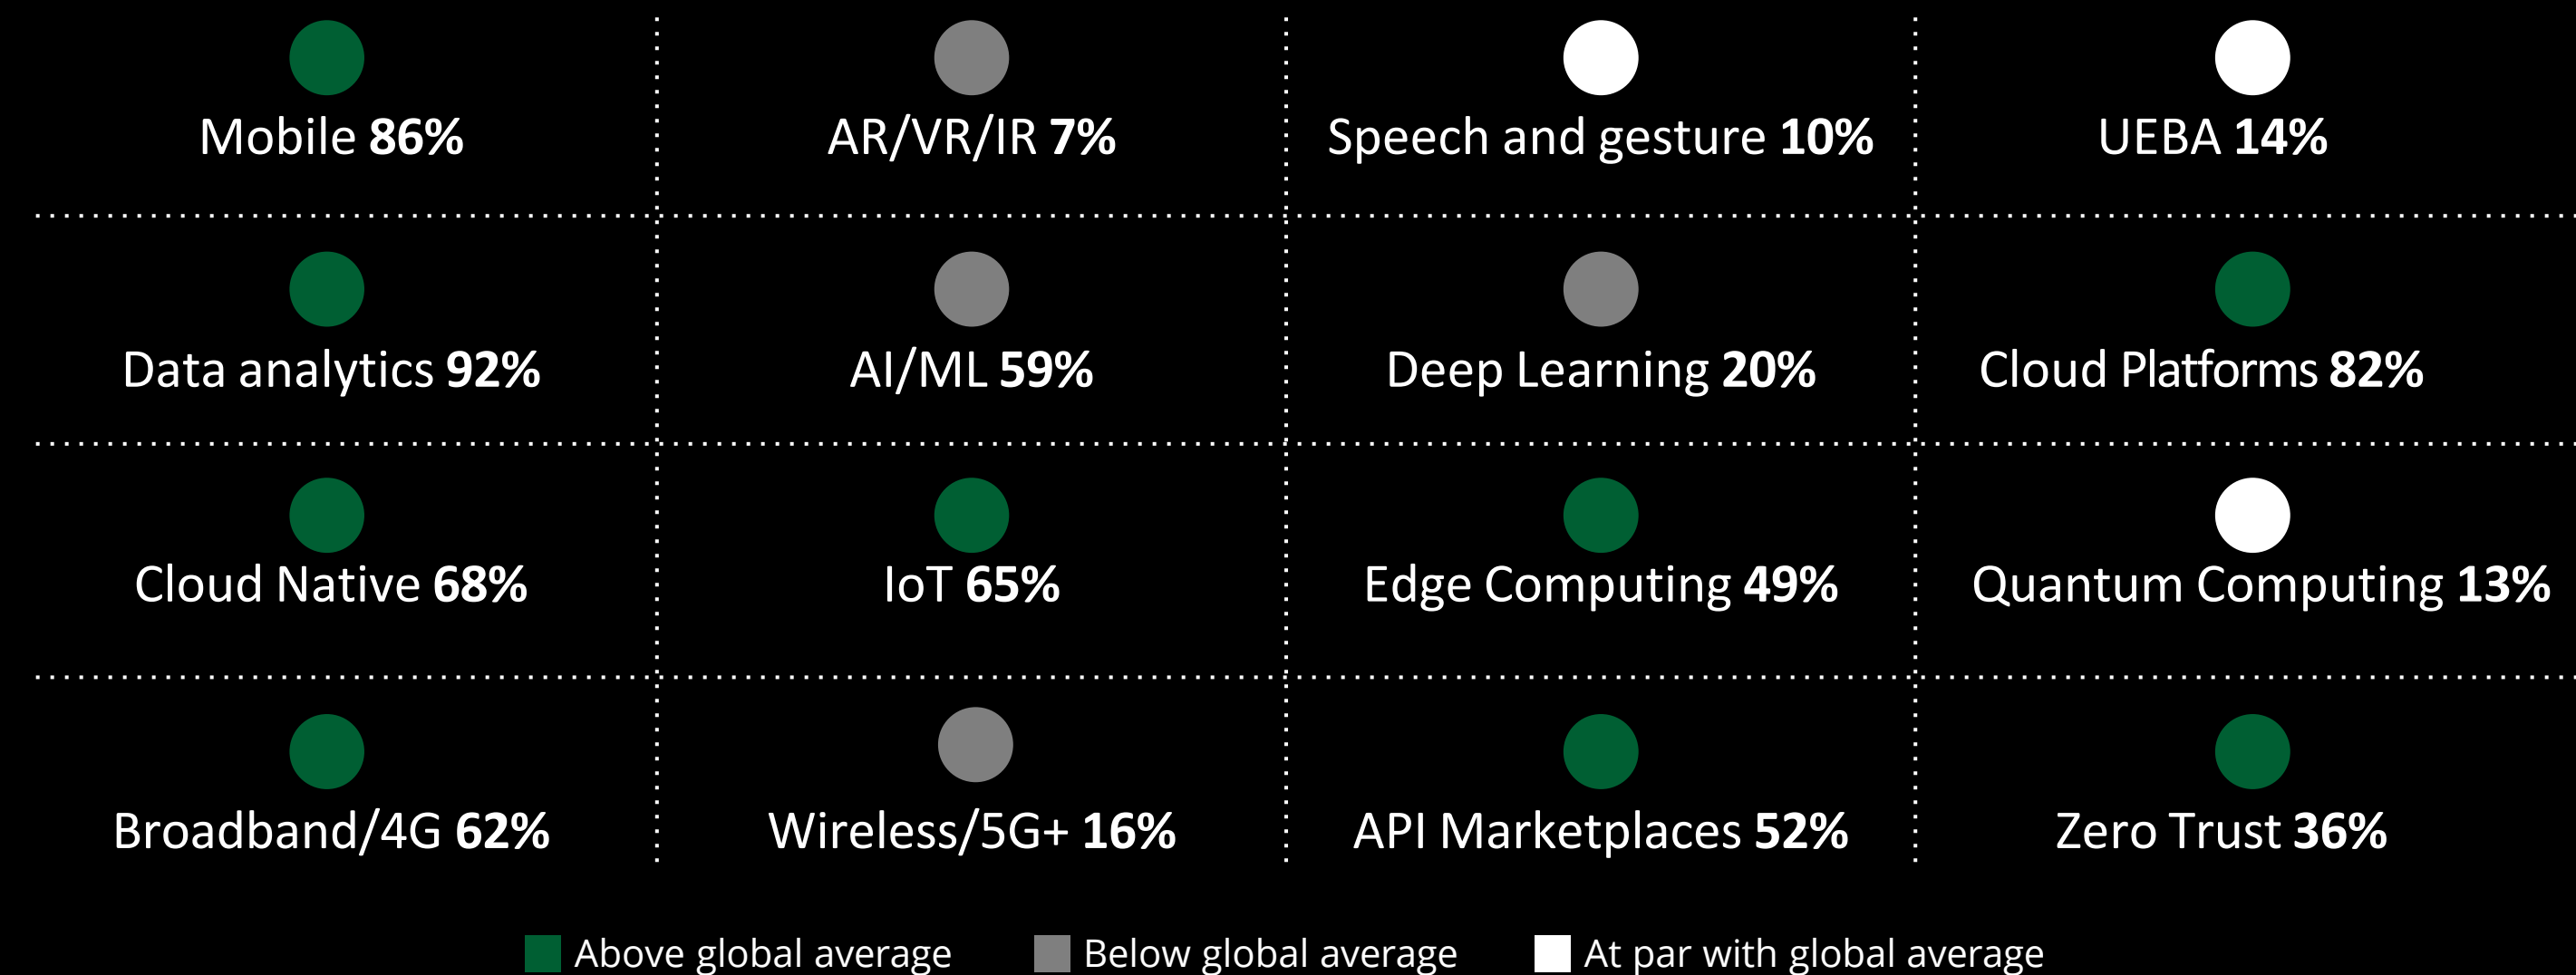 Mobile 86%
AR/VR/IR 7%
Speech and gesture 10%
UEBA 14%
Data analytics 92%
AI/ML 59%
Deep Learning 20%
Cloud Platforms 82%
Cloud Native 68%
IoT 65%
Edge Computing 49%
Quantum Computing 13%
Broadband/4G 62%
Wireless/5G+ 16%
API Marketplaces 52%
Zero Trust 36%
Above global average
Below global average
At par with global average